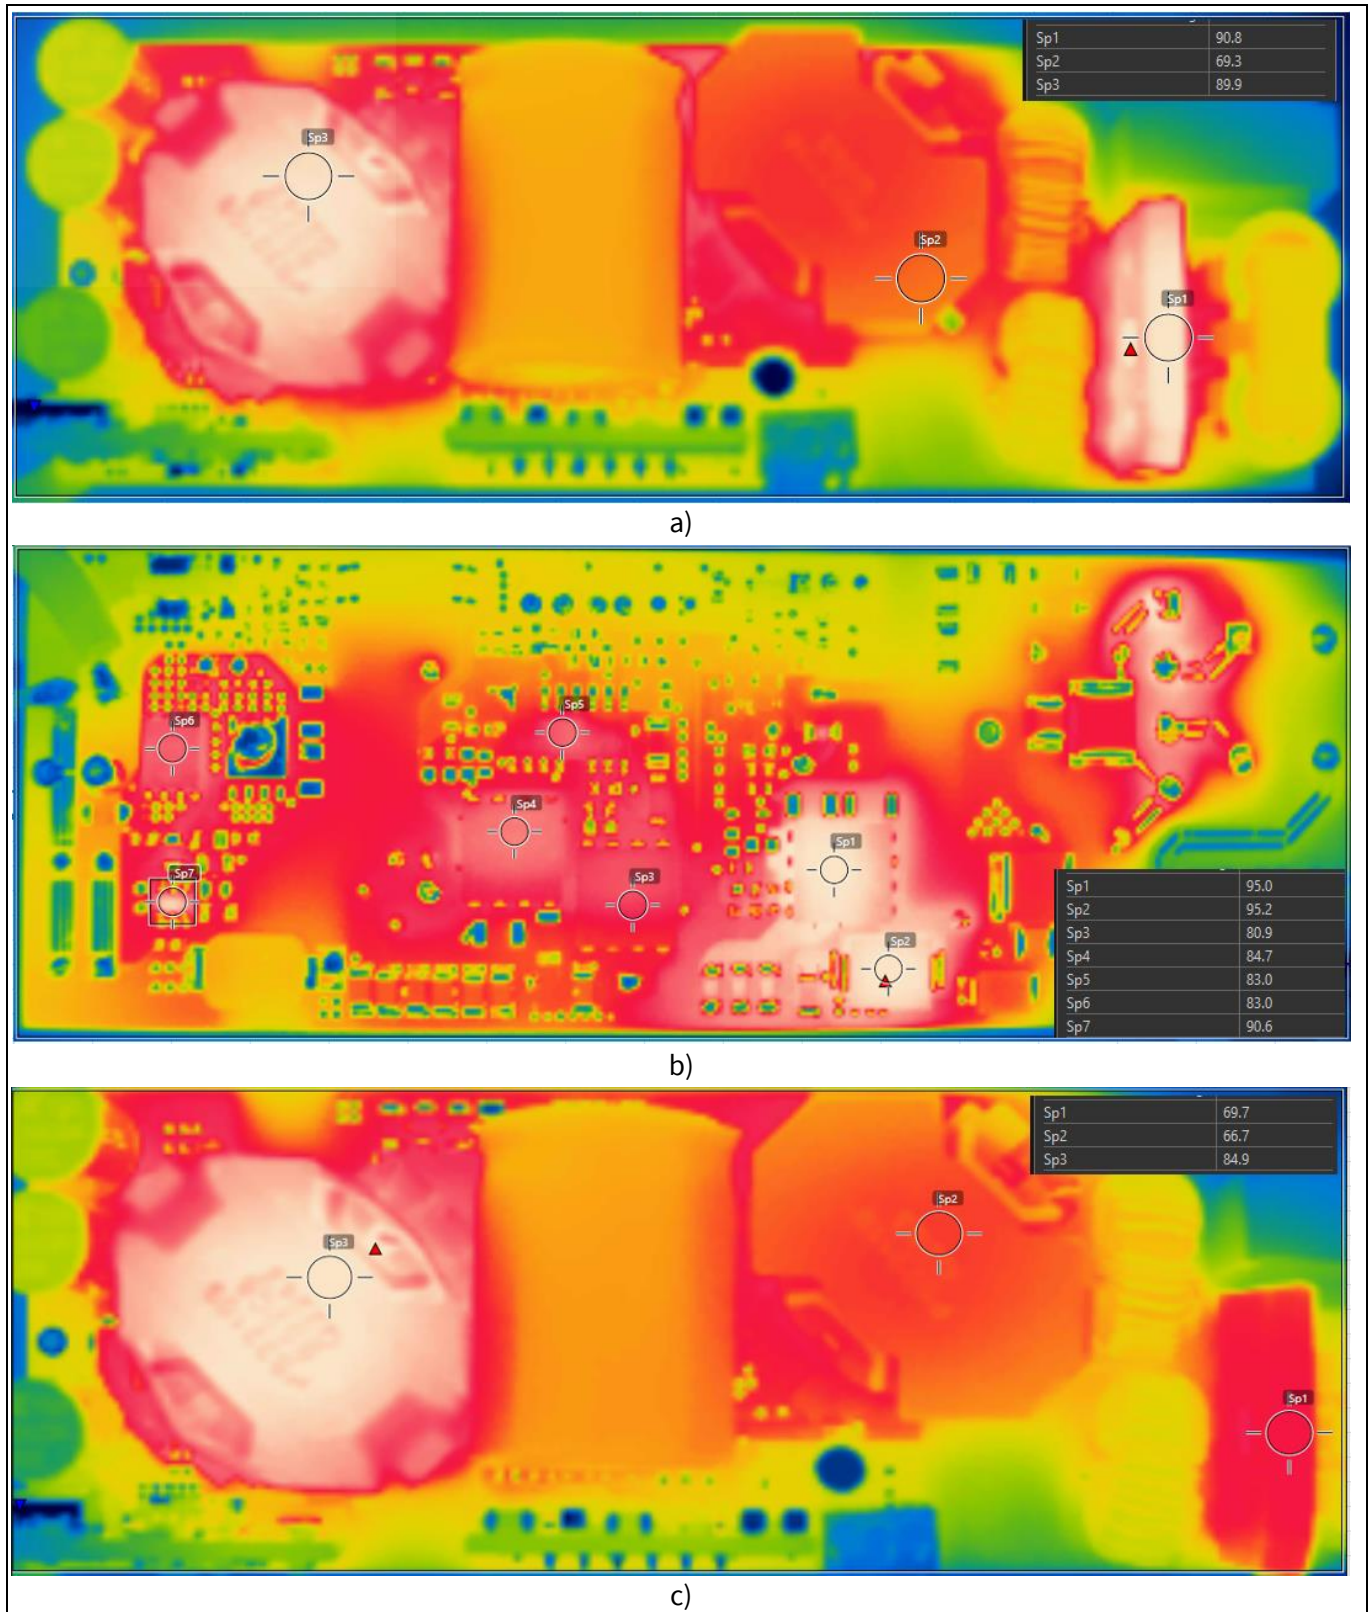 Sp1 90.8
Sp2 69.3
Sp3 89.9
Sp3
Sp2
Sp1
a)
Sp5
Sp6
Sp4
Sp1
Sp7
Sp3
Sp2
Sp1 95.0
Sp2 95.2
Sp3 80.9
Sp4 84.7
Sp5 83.0
Sp6 83.0
Sp7 90.6
b)
Sp1 69.7
Sp2 66.7
Sp3 84.9
Sp2
Sp3
Sp1
c)